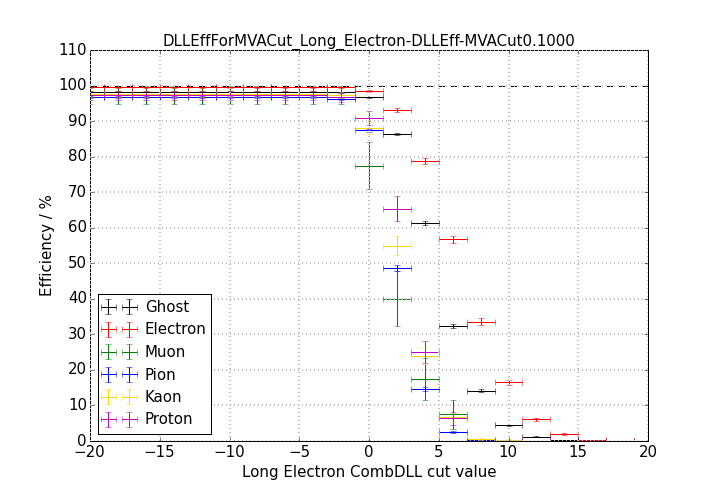 DLLEffForMVACut_Long_Electron-DLLEff-MVACut0.1000
110
100
90
80
70
60
50
40
30
20
10
0
Efficiency / %
Ghost
Electron
Muon
Pion
Kaon
Proton
−20 −15 −10 −5 0 5 10 15 20
Long Electron CombDLL cut value